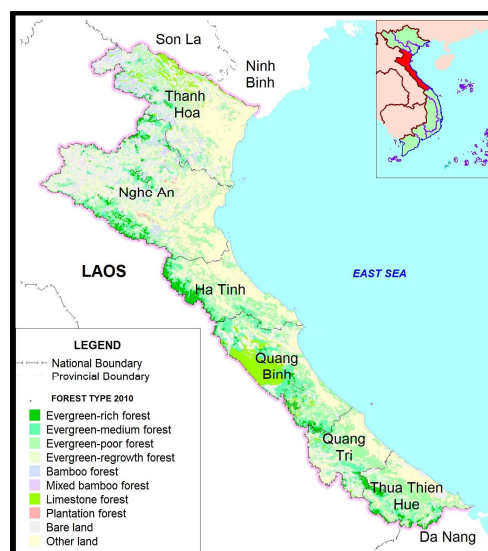 Son La
Ninh
Binh
Thanh
Hoa
Nghc An
LAOS
EAST SEA
Ha Tinh
Quang
Binh
Quang
Tri
Thua Thien
Hue
Da Nang
LEGEND
National Boundary
Provincial Boundary
FOREST TYPE 2010
Evergreen-rich forest
Evergreen-medium forest
Evergreen-poor forest
Evergreen-regrowth forest
Bamboo forest
Mixed bamboo forest
Limestone forest
Plantation forest
Bare land
Other land